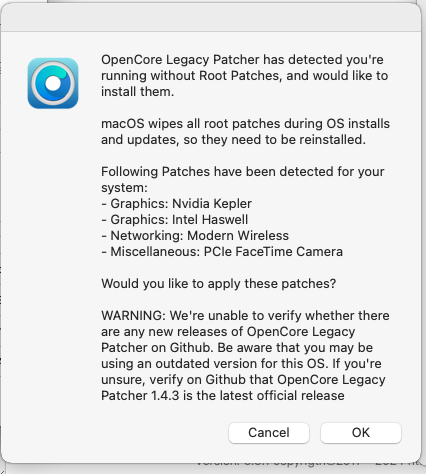 OpenCore Legacy Patcher has detected you're
running without Root Patches, and would like to
install them.
macOS wipes all root patches during OS installs
and updates, so they need to be reinstalled.
Following Patches have been detected for your
system:
- Graphics: Nvidia Kepler
- Graphics: Intel Haswell
- Networking: Modern Wireless
- Miscellaneous: PCIe FaceTime Camera
Would you like to apply these patches?
WARNING: We're unable to verify whether there
are any new releases of OpenCore Legacy
Patcher on Github. Be aware that you may be
using an outdated version for this OS. If you're
unsure, verify on Github that OpenCore Legacy
Patcher 1.4.3 is the latest official release
Cancel
OK